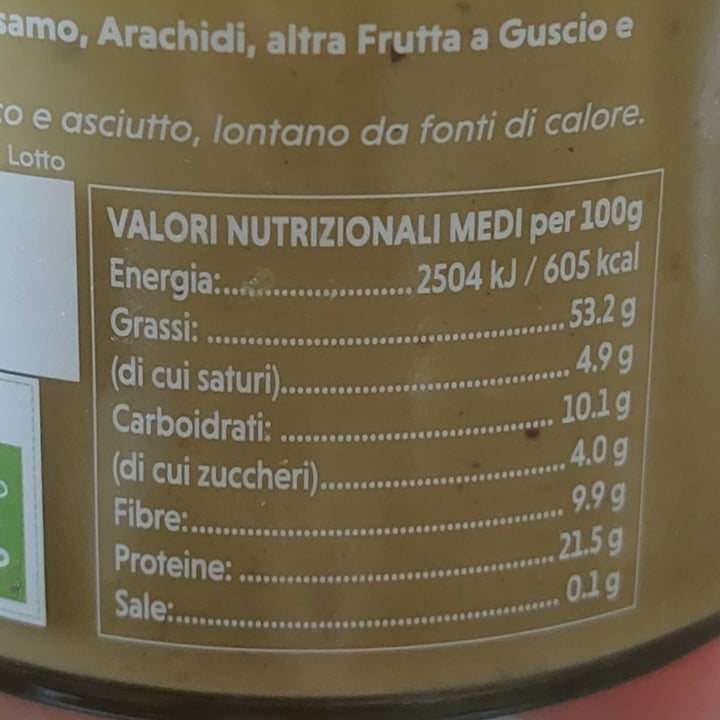 samo, Arachidi, altra Frutta a Guscio e
co e asciutto, lontano da fonti di calore.
Lotto
VALORI NUTRIZIONALI MEDI per 100g
Energia:........................2504 kJ / 605 kcal
Grassi: ........................53.2 g
(di cui saturi)........................4.9 g
Carboidrati: ........................10.1 g
(di cui zuccheri)........................4.0 g
Fibre:........................9.9 g
Proteine: ........................21.5 g
Sale:........................0.1 g